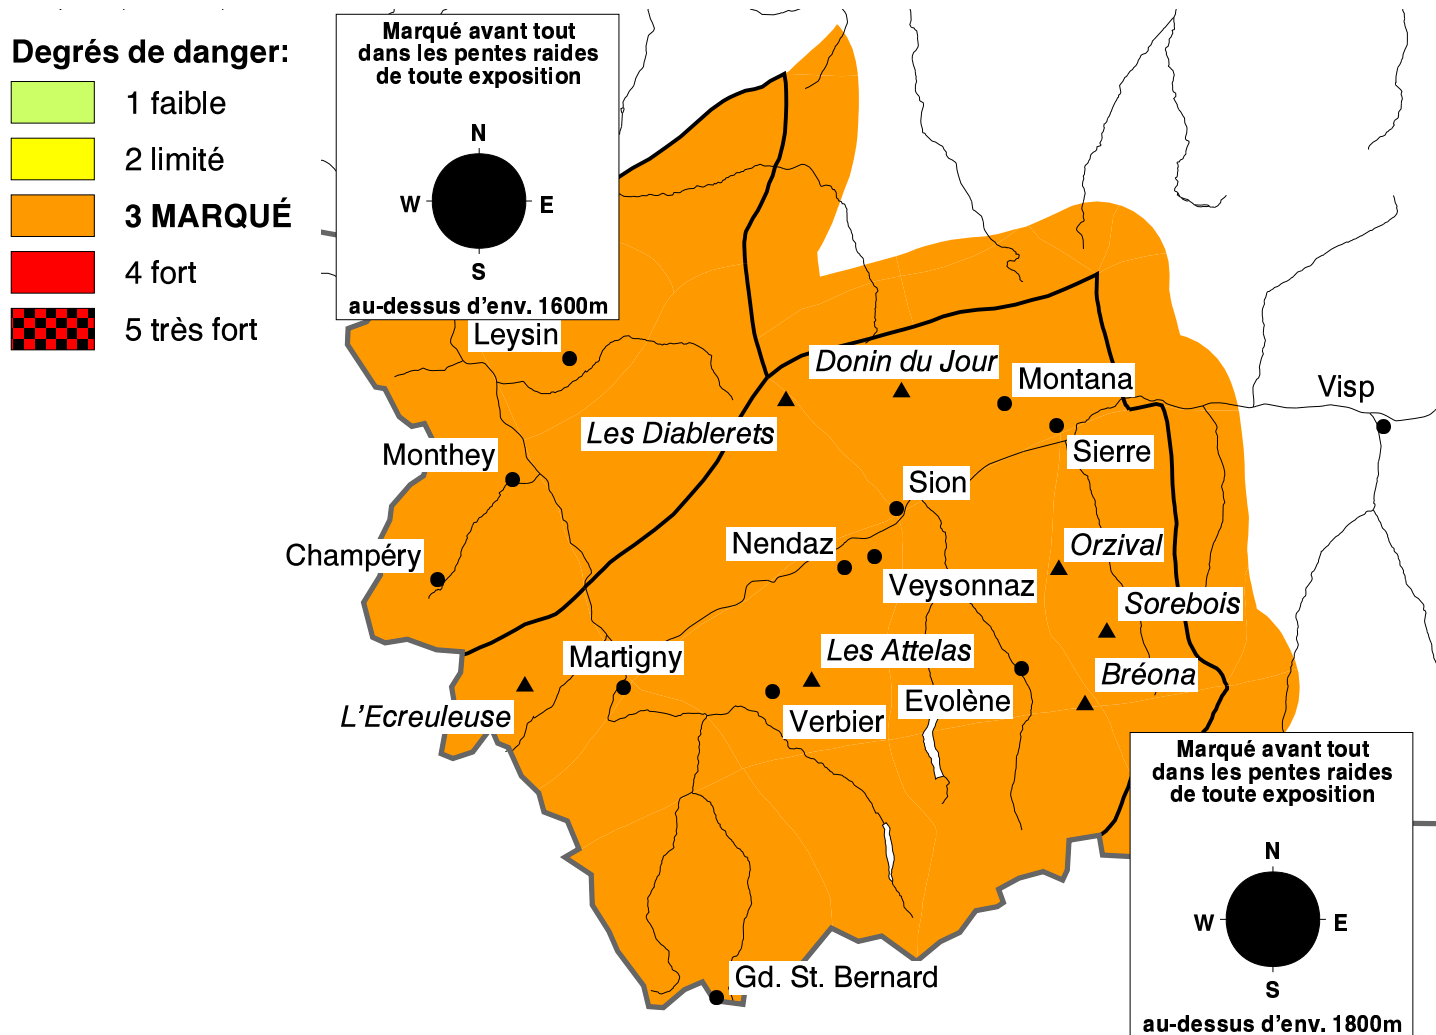 Degrés de danger:
1 faible
2 limité
3 MARQUÉ
4 fort
5 très fort
Marqué avant tout
dans les pentes raides
de toute exposition
N
W E
S
au-dessus d'env. 1600m
Leysin
Donin du Jour
Montana
Visp
Les Diablerets
Sierre
Monthey
Sion
Nendaz
Orzival
Champéry
Veysonnaz
Sorebois
Martigny
Les Attelas
Bréona
L'Ecreuleuse
Verbier
Evolène
Marqué avant tout
dans les pentes raides
de toute exposition
N
W E
S
au-dessus d'env. 1800m
Gd. St. Bernard